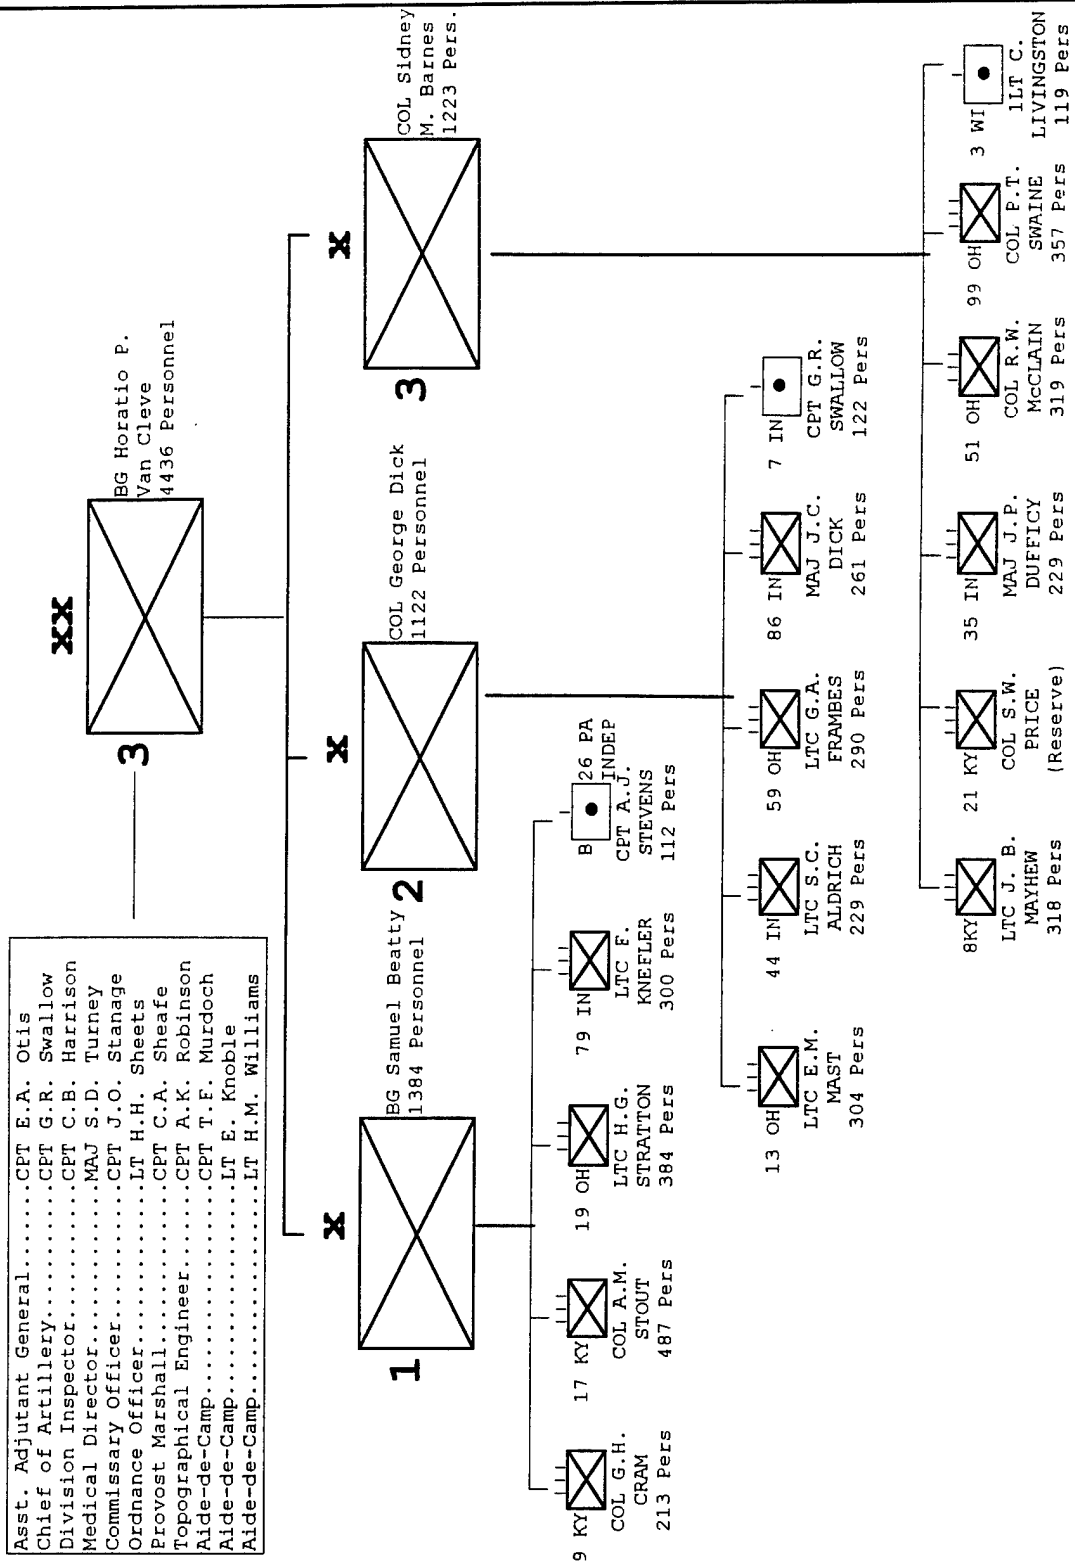 Asst. Adjutant General.......CPT E.A. Otis
Chief of Artillery...........CPT G.R. Swallow
Division Inspector...........CPT C.B. Harrison
Medical Director.............MAJ S.D. Turney
Commissary Officer...........CPT J.O. Stanage
Ordnance Officer.............LT H.H. Sheets
Provost Marshall.............CPT C.A. Sheafe
Topographical Engineer.......CPT A.K. Robinson
Aide-de-Camp.................CPT T.F. Murdoch
Aide-de-Camp.................LT E. Knoble
Aide-de-Camp.................LT H.M. Williams
XX
3
BG Horatio P.
Van Cleve
4436 Personnel
X
1
BG Samuel Beatty
1384 Personnel
X
2
COL George Dick
1122 Personnel
X
3
COL Sidney
M. Barnes
1223 Pers.
9 KY
COL G.H.
CRAM
213 Pers
17 KY
COL A.M.
STOUT
487 Pers
19 OH
LTC H.G.
STRATTON
384 Pers
79 IN
LTC F.
KNEFLER
300 Pers
B
26 PA
INDEP
CPT A.J.
STEVENS
112 Pers
13 OH
LTC E.M.
MAST
304 Pers
44 IN
LTC S.C.
ALDRICH
229 Pers
59 OH
LTC G.A.
FRAMBES
290 Pers
86 IN
MAJ J.C.
DICK
261 Pers
7 IN
CPT G.R.
SWALLOW
122 Pers
8KY
LTC J. B.
MAYHEW
318 Pers
21 KY
COL S.W.
PRICE
(Reserve)
35 IN
MAJ J.P.
DUFFICY
229 Pers
51 OH
COL R.W.
McCLAIN
319 Pers
99 OH
COL P.T.
SWAINE
357 Pers
3 WI
1LT C.
LIVINGSTON
119 Pers